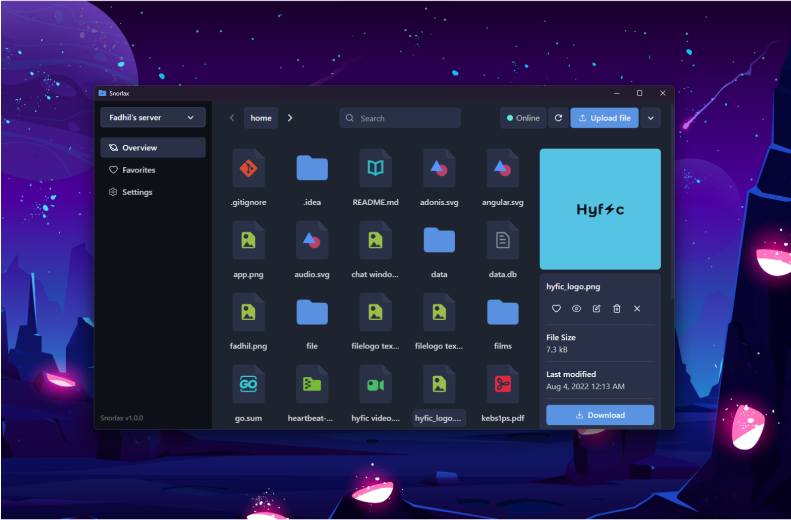 Snorlax
Fadhil's server
home
Search
Online
Upload file
Overview
Favorites
Settings
.gitignore
.idea
README.md
adonis.svg
angular.svg
app.png
audio.svg
chat windo...
data
data.db
fadhil.png
file
filelogo tex...
filelogo tex...
films
GO
go.sum
heartbeat-...
hyfic video....
hyfic_logo....
kebs1ps.pdf
Hyf c
hyfic_logo.png
File Size
7.3 kB
Last modified
Aug 4, 2022 12:13 AM
Download
Snorlax v1.0.0